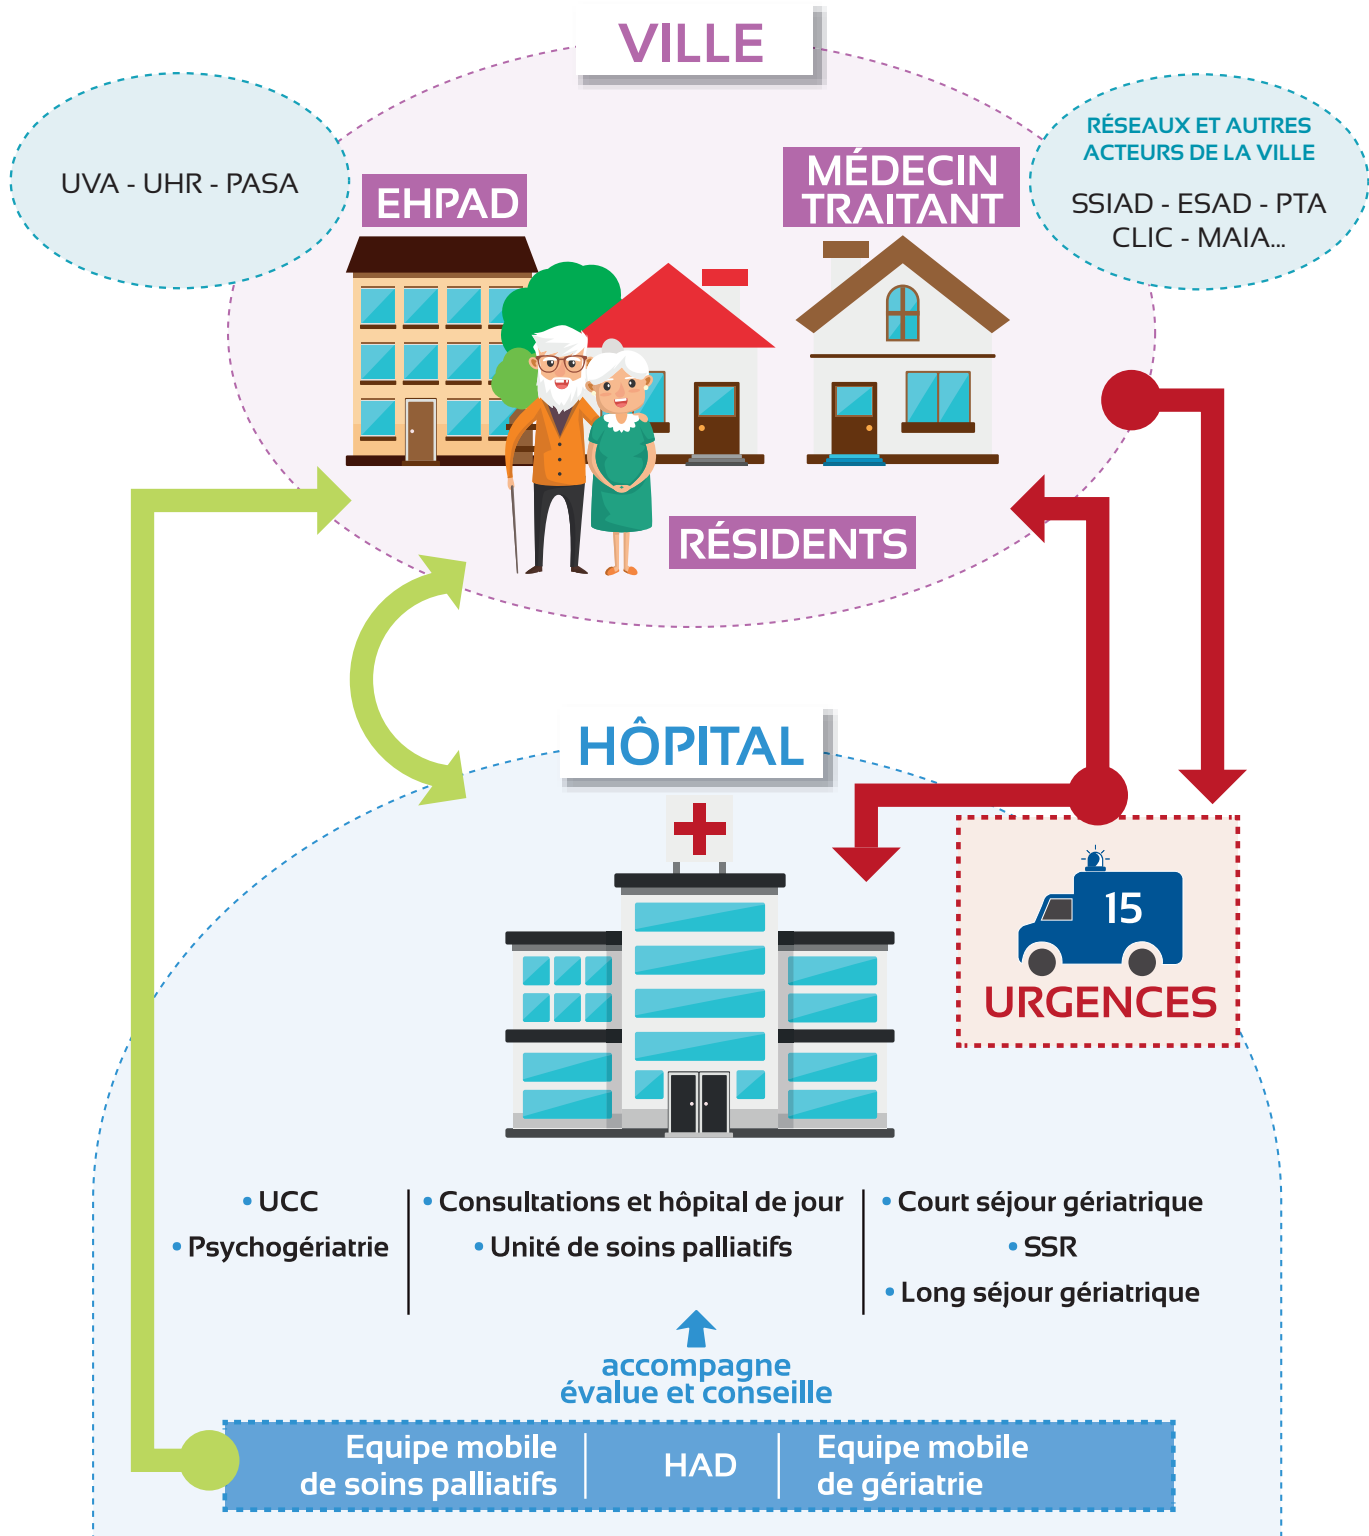 VILLE
UVA - UHR - PASA
RÉSEAUX ET AUTRES
ACTEURS DE LA VILLE
SSIAD - ESAD - PTA
CLIC - MAIA...
EHPAD
MÉDECIN
TRAITANT
RÉSIDENTS
HÔPITAL
15
URGENCES
• UCC
• Psychogériatrie
• Consultations et hôpital de jour
• Unité de soins palliatifs
• Court séjour gériatrique
• SSR
• Long séjour gériatrique
accompagne
évalue et conseille
Equipe mobile
de soins palliatifs
HAD
Equipe mobile
de gériatrie